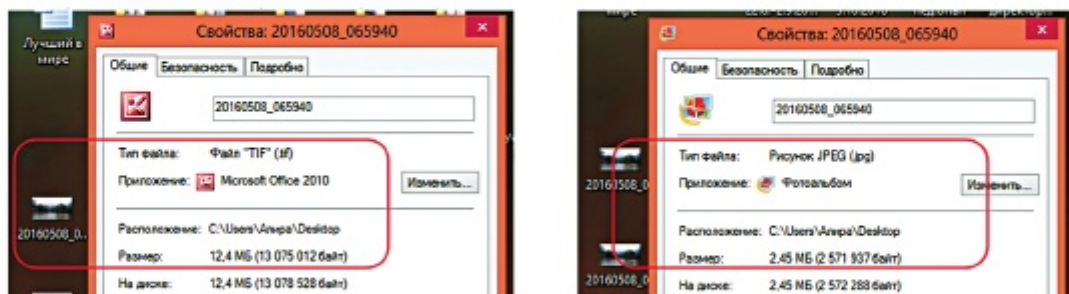 Лучший в
мире
Свойства: 20160508_065940
Общие Безопасность Подробно
20160508_065940
Тип файла: Файл "TIF" (.tif)
Приложение: Microsoft Office 2010 Изменить...
20160508_0...
Расположение: C:\Users\Алира\Desktop
Размер: 12,4 МБ (13 075 012 байт)
На диске: 12,4 МБ (13 078 528 байт)
Свойства: 20160508_065940
Общие Безопасность Подробно
20160508_065940
Тип файла: Рисунок JPEG (.jpg)
20160508_0
Приложение: Фотоальбом Изменить...
Расположение: C:\Users\Алира\Desktop
Размер: 2,45 МБ (2 571 937 байт)
20160508_0
На диске: 2,45 МБ (2 572 288 байт)